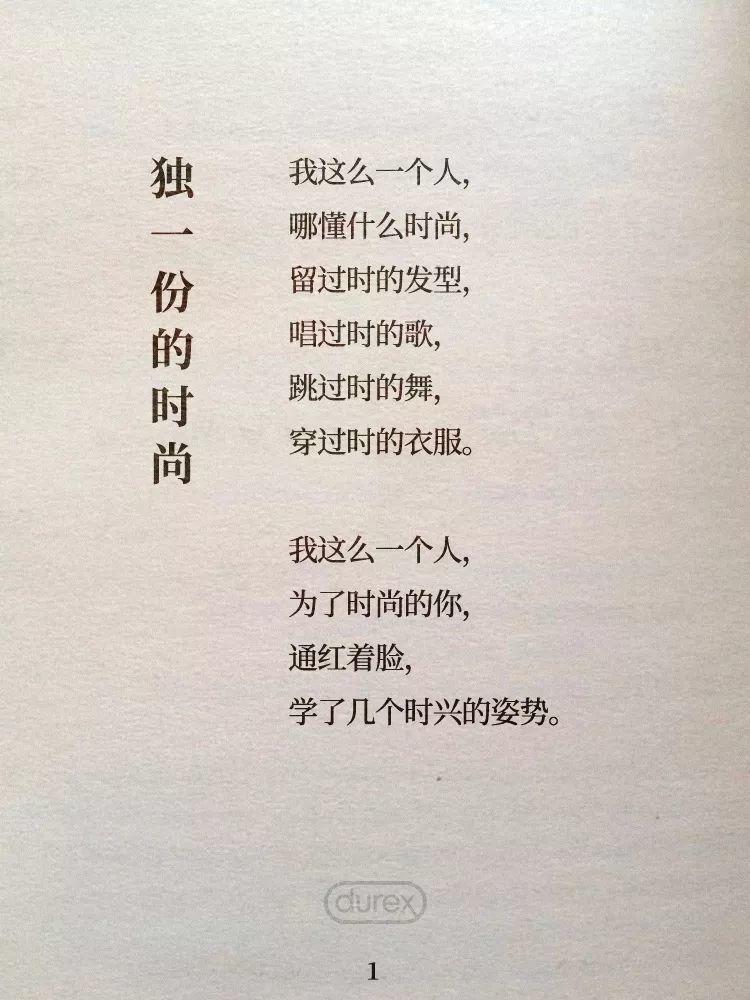 独一份的时尚
我这么一个人，
哪懂什么时尚，
留过时的发型，
唱过时的歌，
跳过时的舞，
穿过时的衣服。
我这么一个人，
为了时尚的你，
通红着脸，
学了几个时兴的姿势。
durex
1